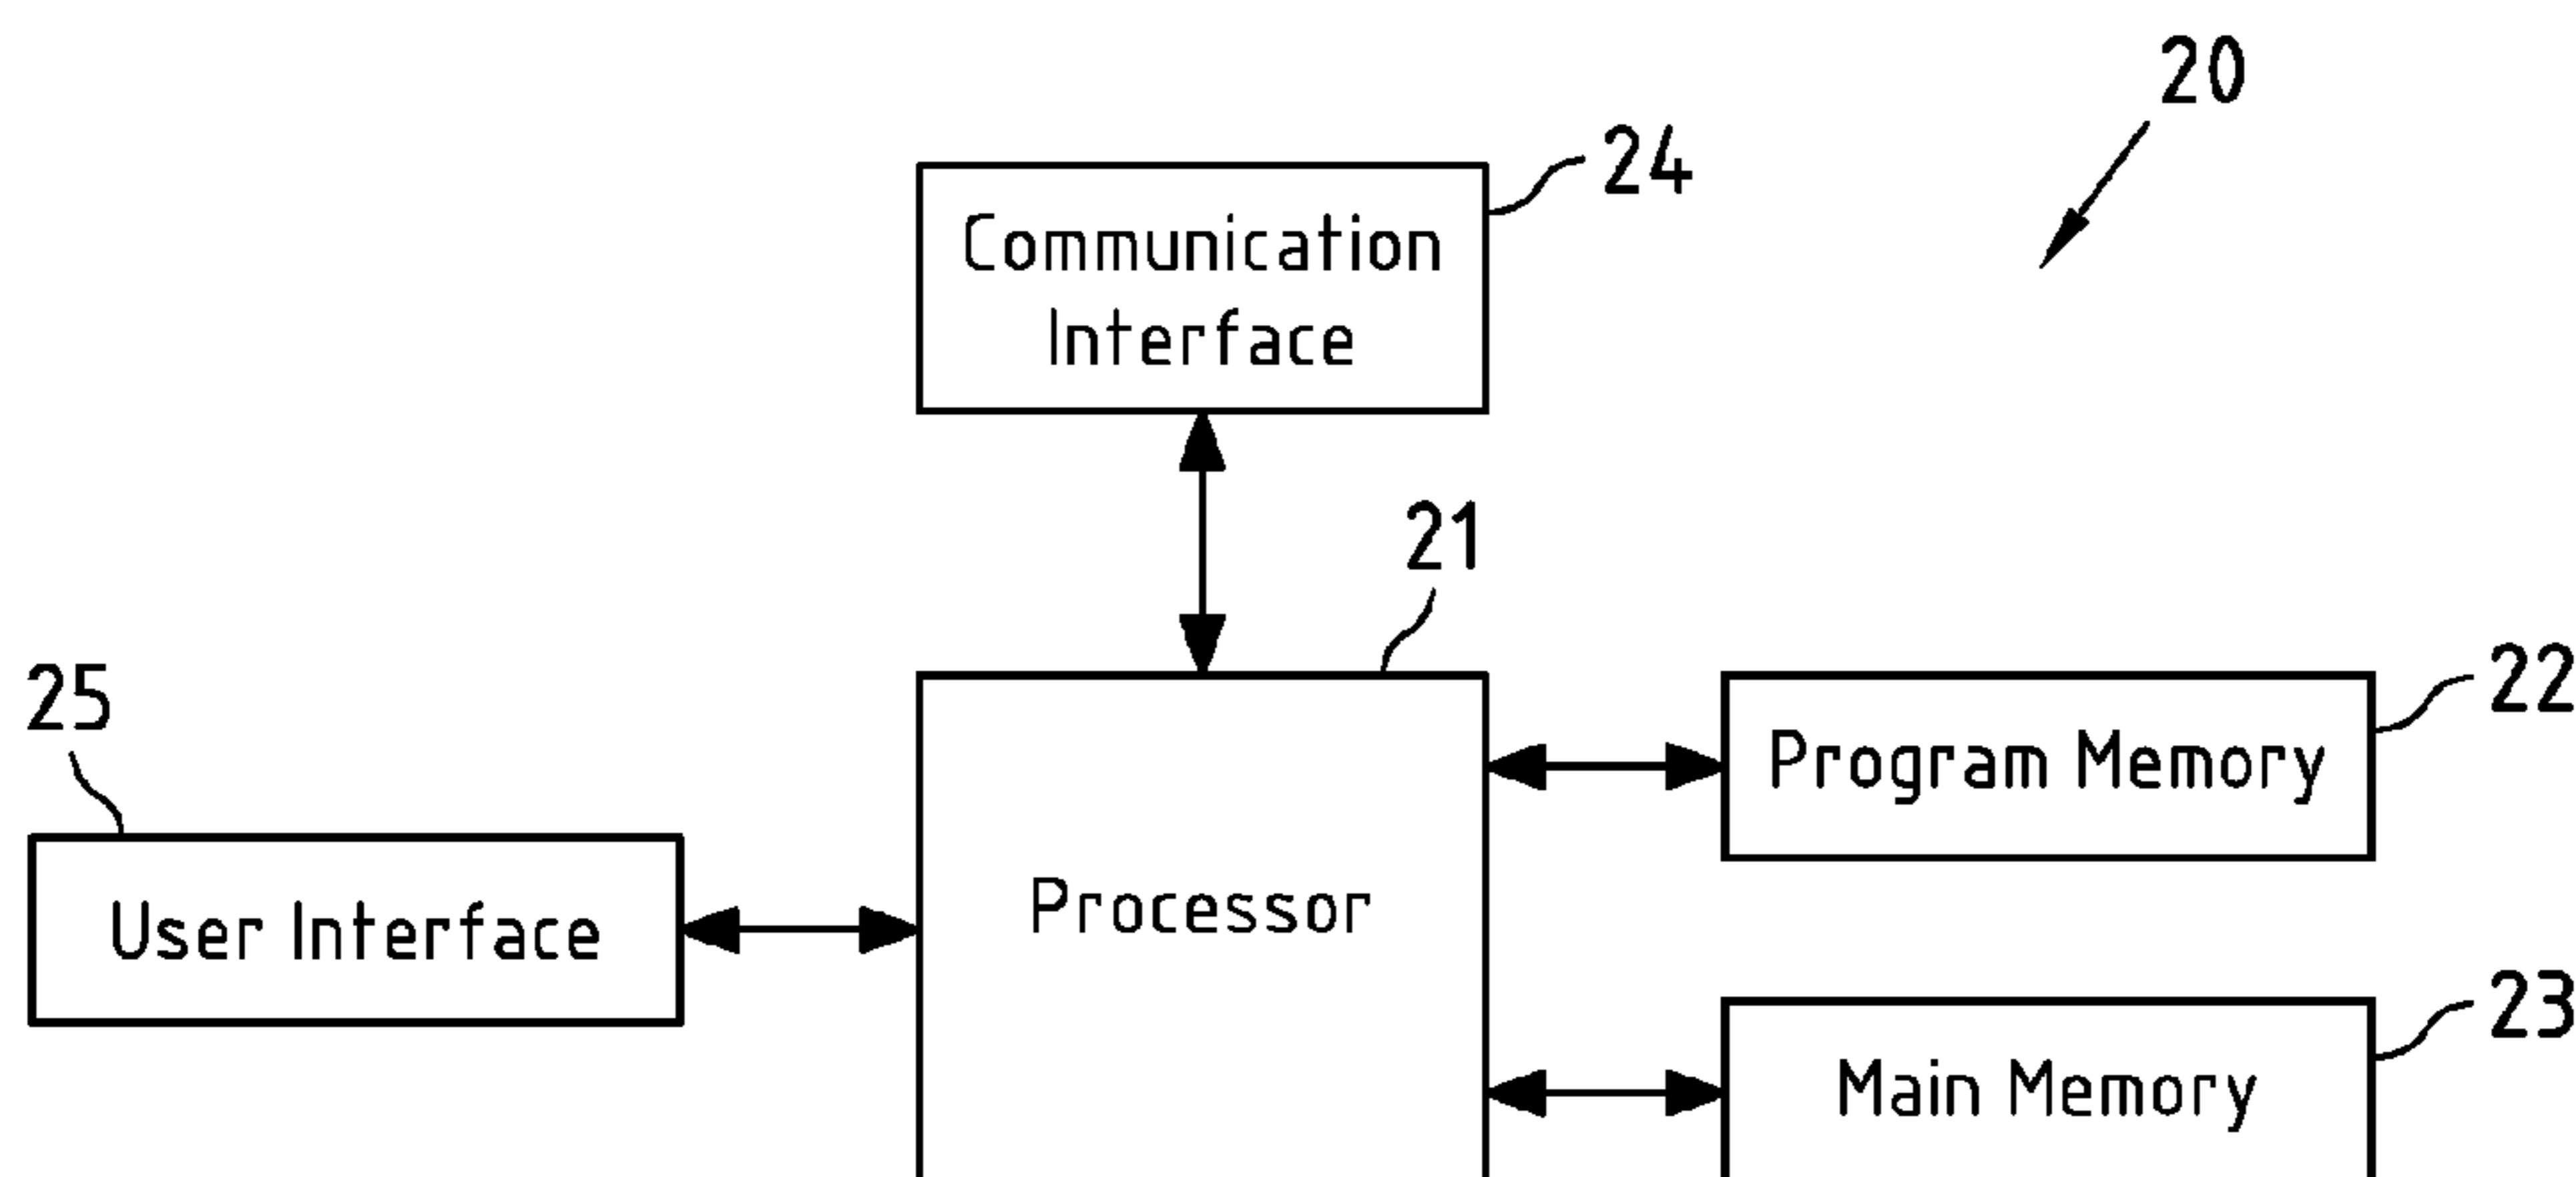 20
24
Communication
Interface
21
25
22
Program Memory
User Interface
Processor
23
Main Memory